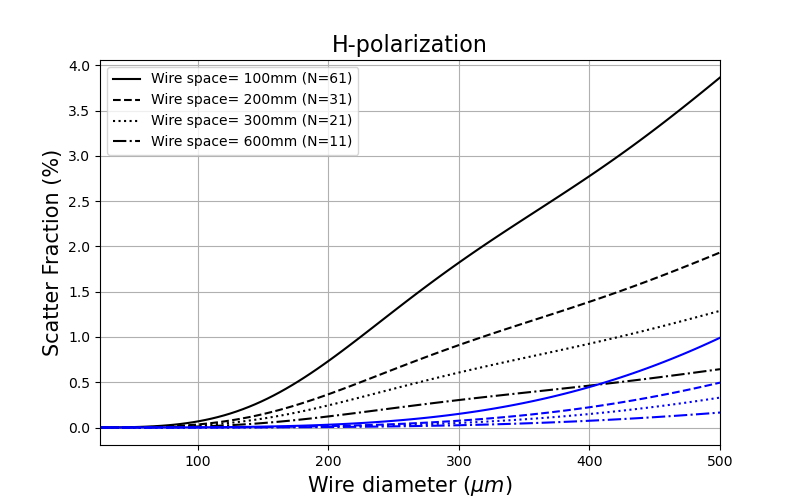 H-polarization
Wire space= 100mm (N=61)
Wire space= 200mm (N=31)
Wire space= 300mm (N=21)
Wire space= 600mm (N=11)
Scatter Fraction (%)
4.0
3.5
3.0
2.5
2.0
1.5
1.0
0.5
0.0
100 200 300 400 500
Wire diameter (μm)